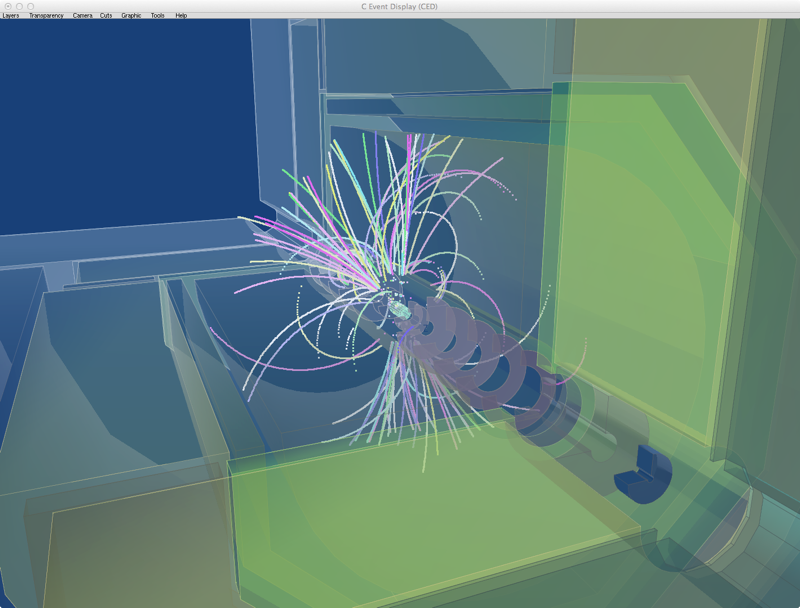 C Event Display (CED)
Layers Transparency Camera Cuts Graphic Tools Help